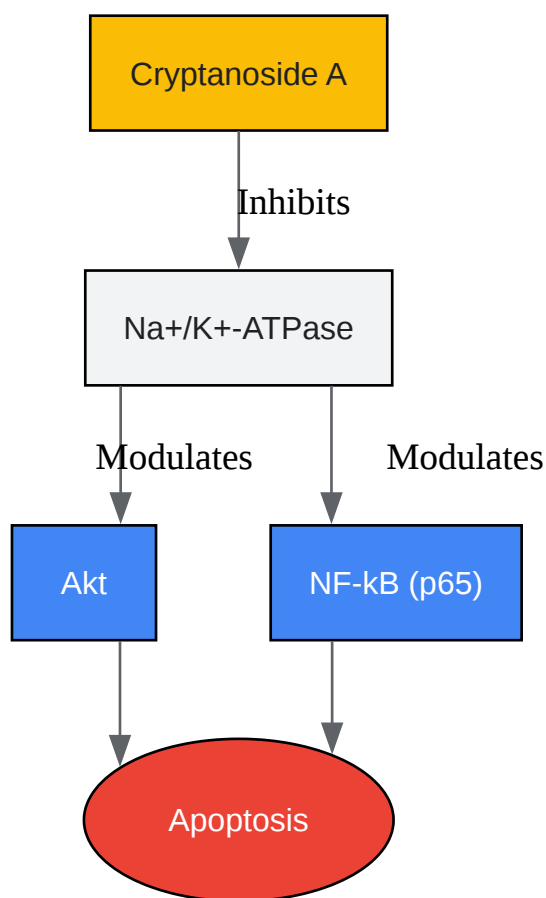 Cryptanoside A
Inhibits
Na+/K+-ATPase
Modulates
Modulates
Akt
NF-kB (p65)
Apoptosis